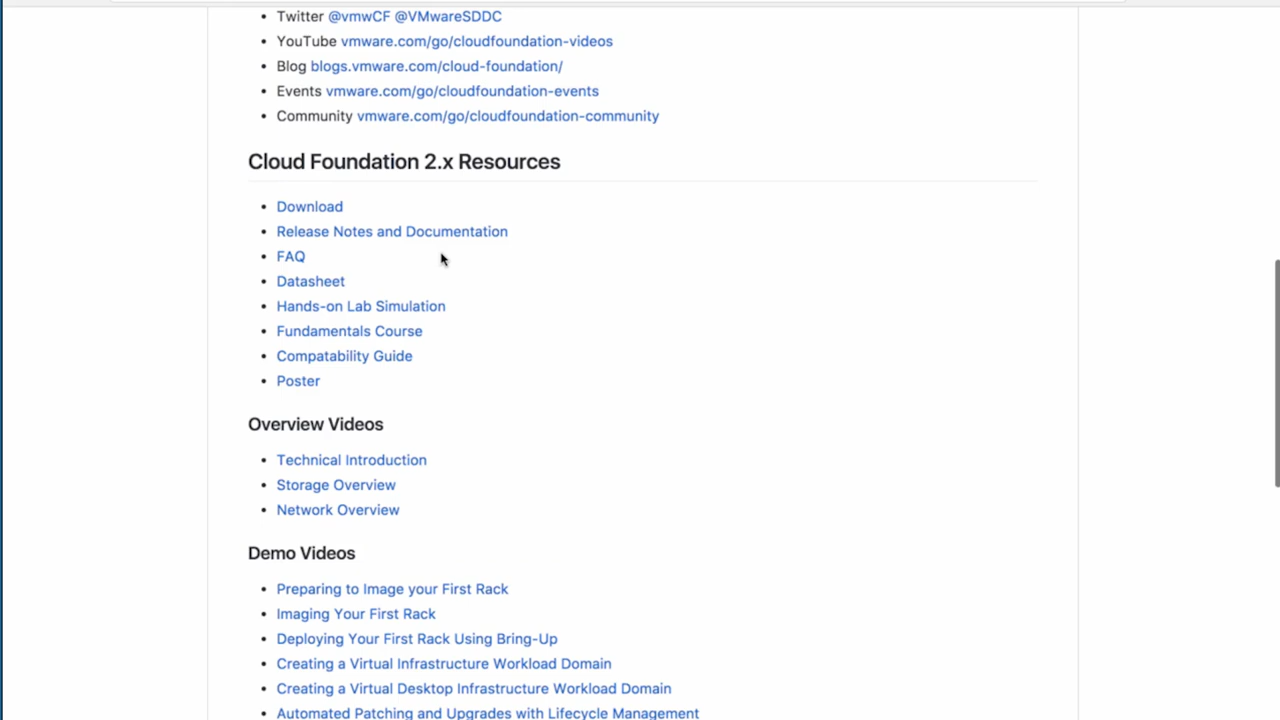 Twitter @vmwCF @VMwareSDDC
YouTube vmware.com/go/cloudfoundation-videos
Blog blogs.vmware.com/cloud-foundation/
Events vmware.com/go/cloudfoundation-events
Community vmware.com/go/cloudfoundation-community
Cloud Foundation 2.x Resources
Download
Release Notes and Documentation
FAQ
Datasheet
Hands-on Lab Simulation
Fundamentals Course
Compatability Guide
Poster
Overview Videos
Technical Introduction
Storage Overview
Network Overview
Demo Videos
Preparing to Image your First Rack
Imaging Your First Rack
Deploying Your First Rack Using Bring-Up
Creating a Virtual Infrastructure Workload Domain
Creating a Virtual Desktop Infrastructure Workload Domain
Automated Patching and Upgrades with Lifecycle Management